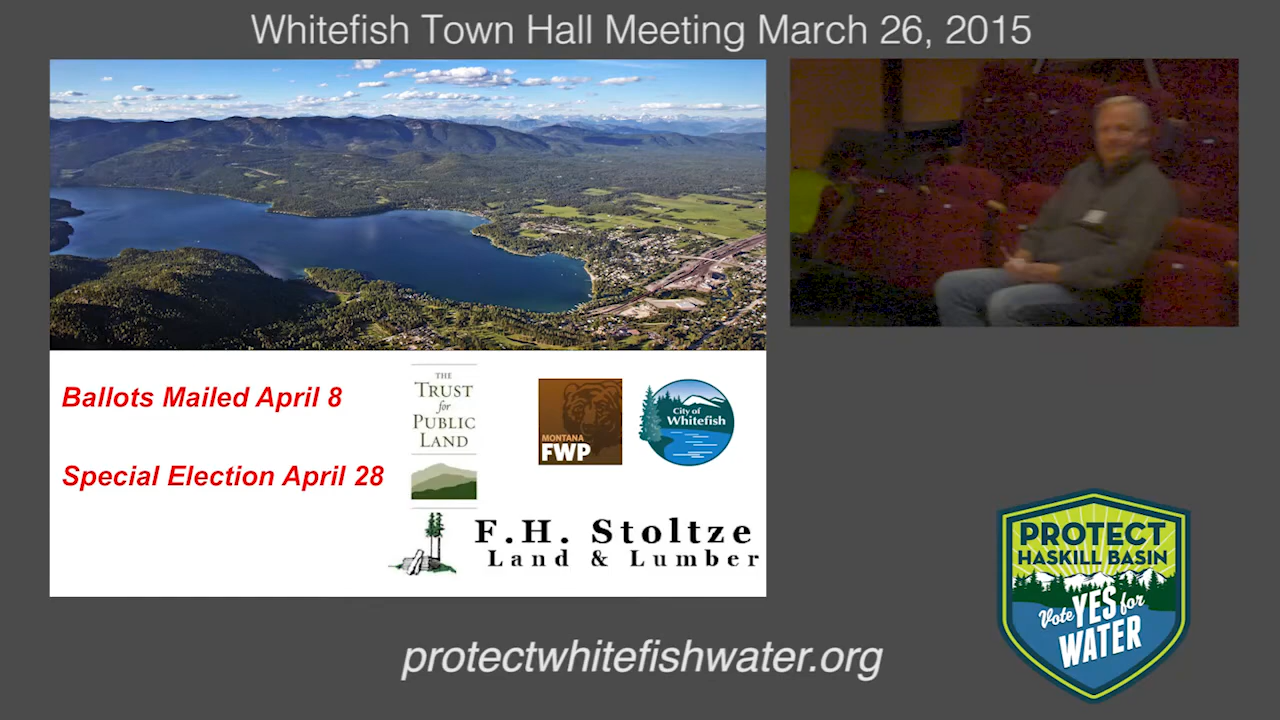 Whitefish Town Hall Meeting March 26, 2015
Ballots Mailed April 8
Special Election April 28
THE
TRUST
for
PUBLIC
LAND
MONTANA
FWP
City of
Whitefish
F.H. Stoltze
Land & Lumber
PROTECT
HASKILL BASIN
Vote YES for
WATER
protectwhitefishwater.org